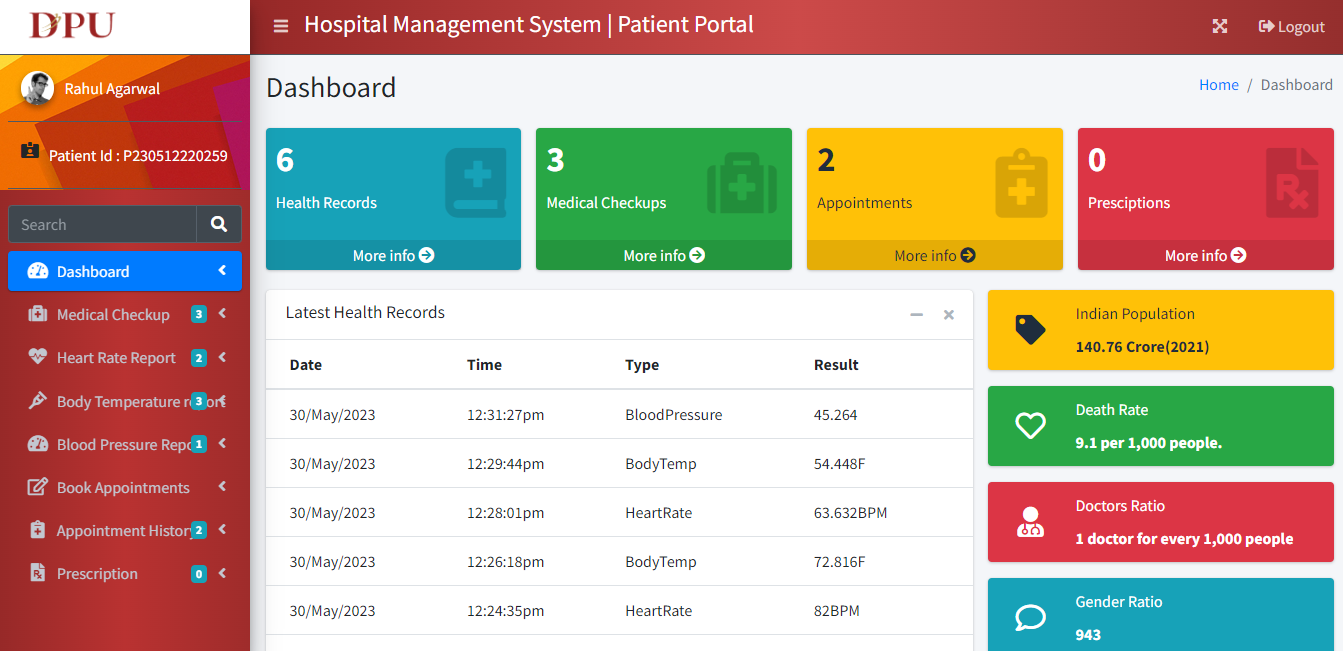 DPU
Hospital Management System | Patient Portal
Logout
Rahul Agarwal
Patient Id : P230512220259
Search
Dashboard
Medical Checkup 3
Heart Rate Report 2
Body Temperature report 3
Blood Pressure Repo 1
Book Appointments
Appointment History 2
Prescription 0
Dashboard
Home / Dashboard
6
Health Records
More info
3
Medical Checkups
More info
2
Appointments
More info
0
Presciptions
More info
Latest Health Records
Date Time Type Result
30/May/2023 12:31:27pm BloodPressure 45.264
30/May/2023 12:29:44pm BodyTemp 54.448F
30/May/2023 12:28:01pm HeartRate 63.632BPM
30/May/2023 12:26:18pm BodyTemp 72.816F
30/May/2023 12:24:35pm HeartRate 82BPM
Indian Population
140.76 Crore(2021)
Death Rate
9.1 per 1,000 people.
Doctors Ratio
1 doctor for every 1,000 people
Gender Ratio
943